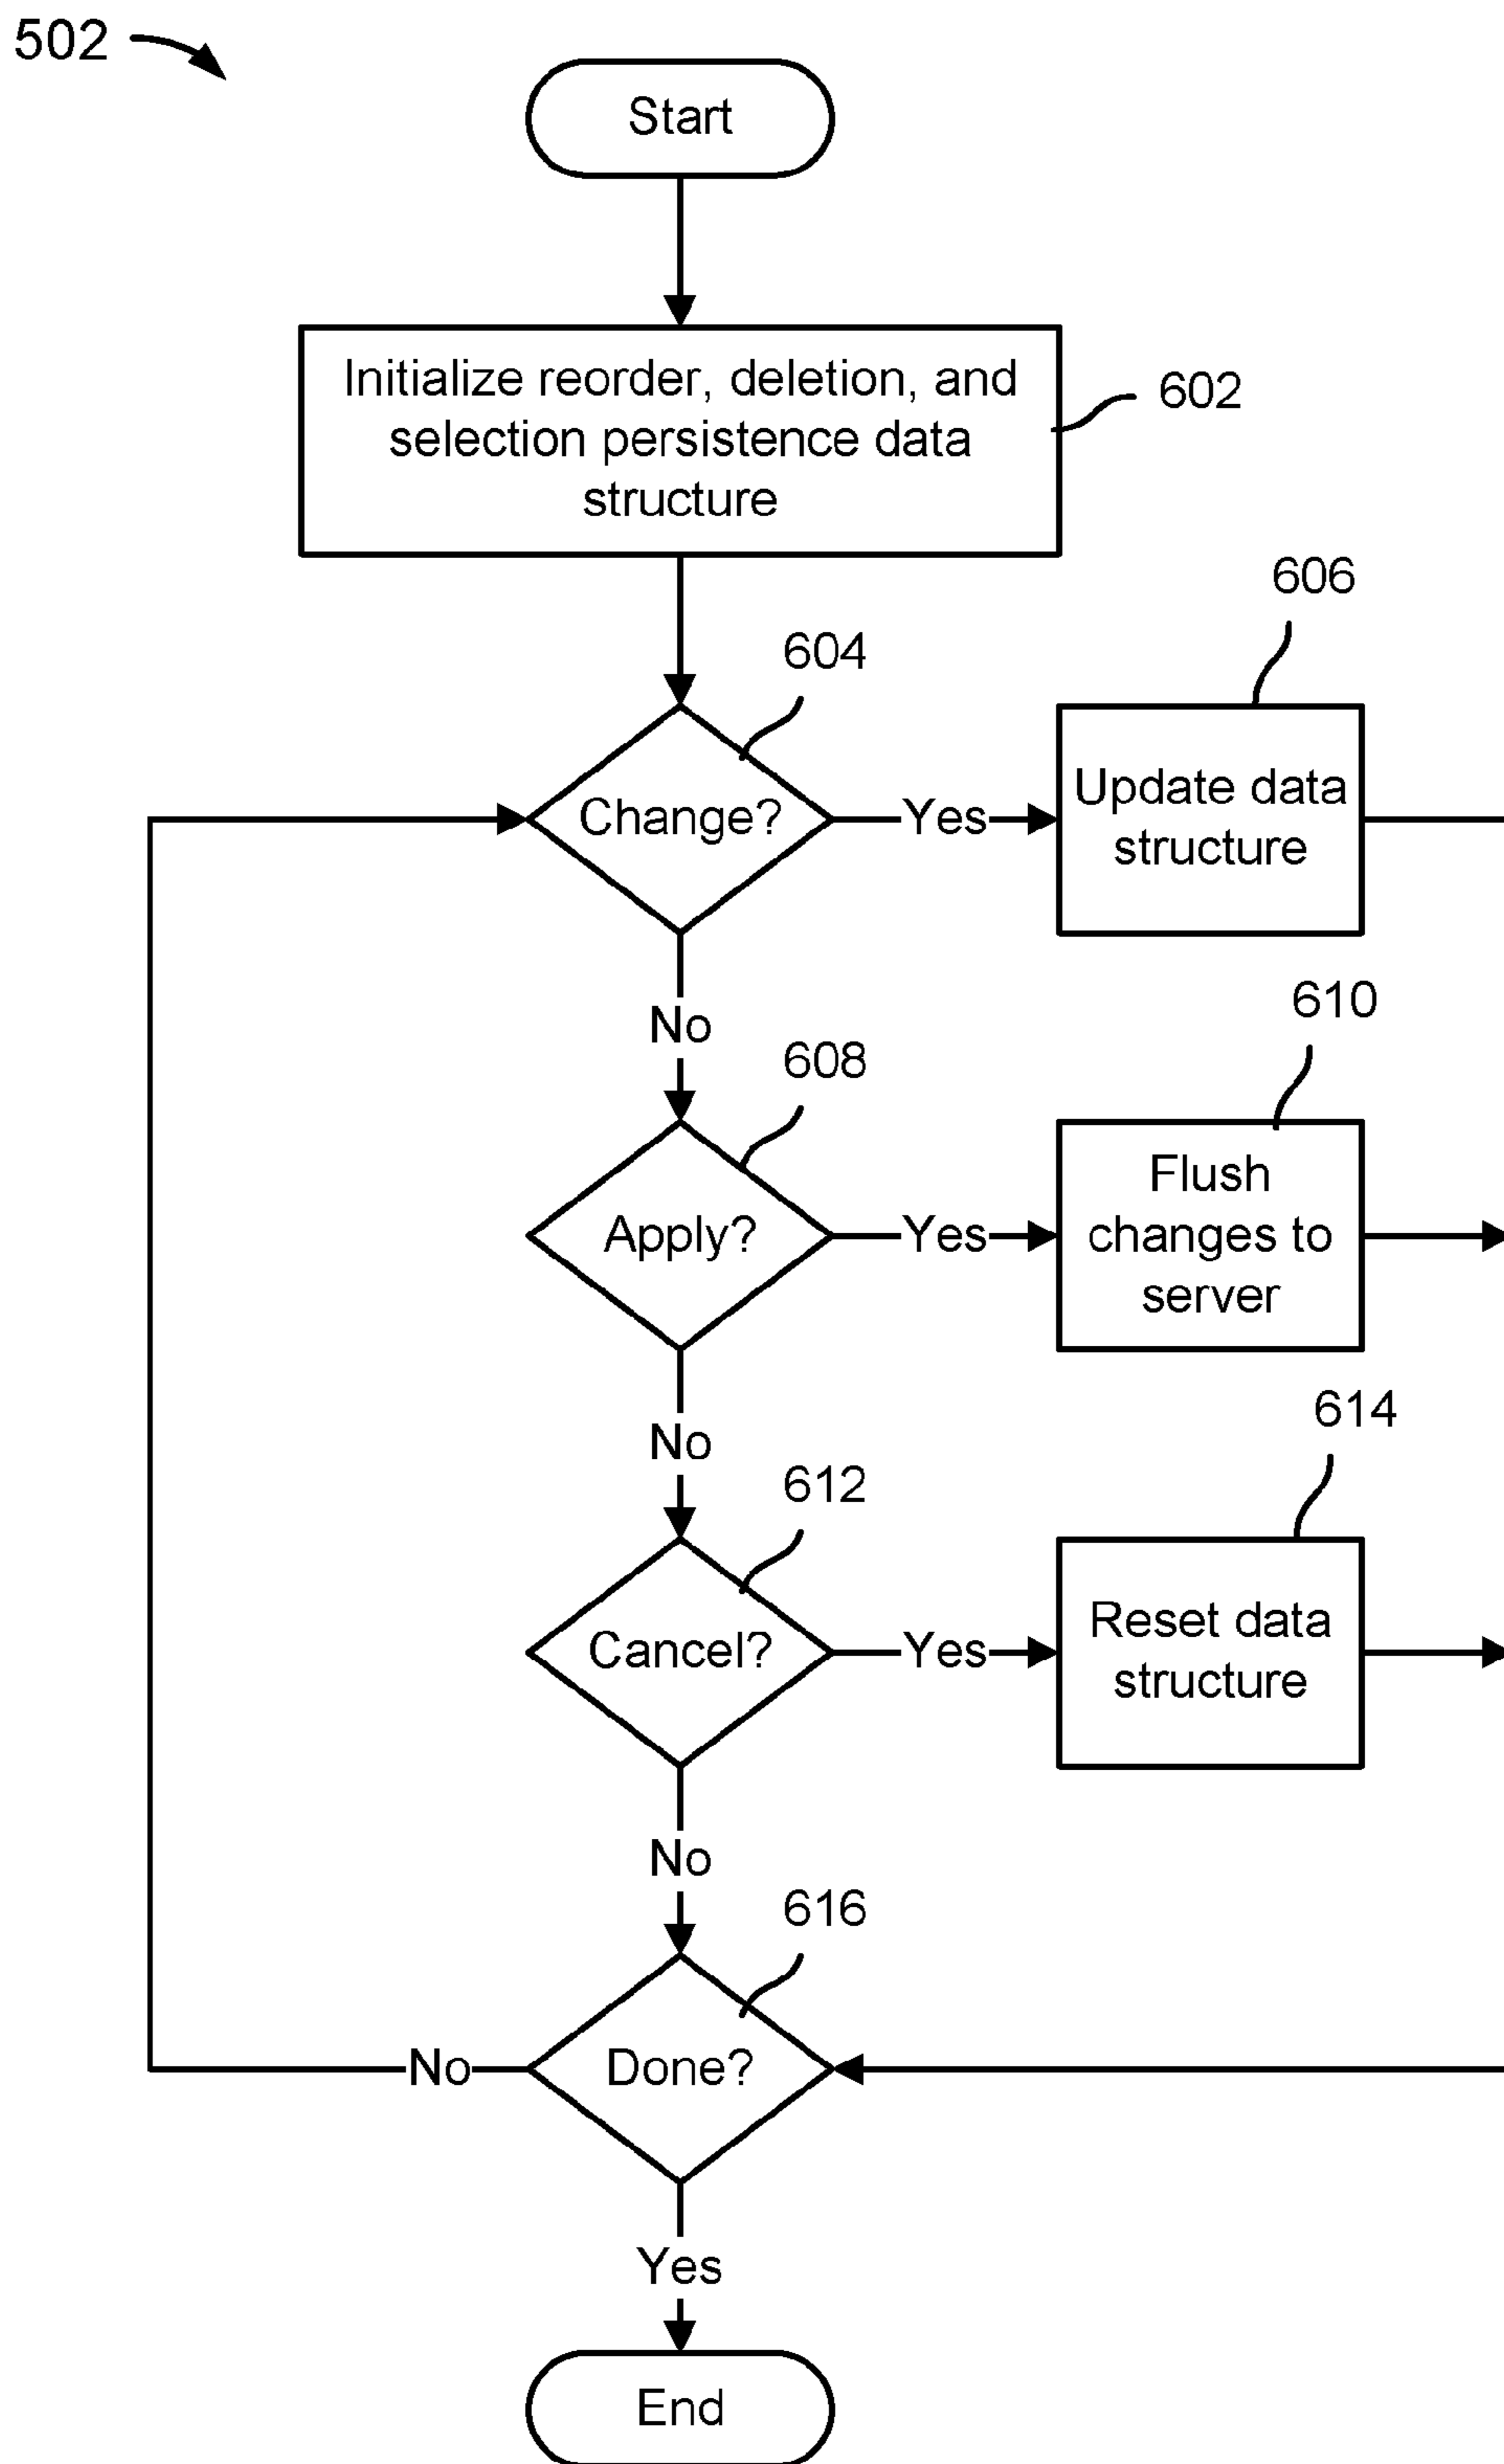 502
Start
Initialize reorder, deletion, and
selection persistence data
structure
602
604
606
Change?
Yes
Update data
structure
No
608
610
Apply?
Yes
Flush
changes to
server
No
612
614
Cancel?
Yes
Reset data
structure
No
616
No
Done?
Yes
End